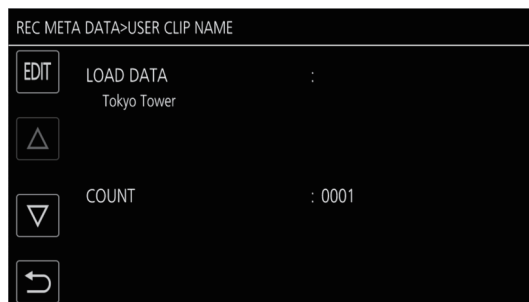 REC META DATA>USER CLIP NAME
EDIT
LOAD DATA :
Tokyo Tower
COUNT : 0001